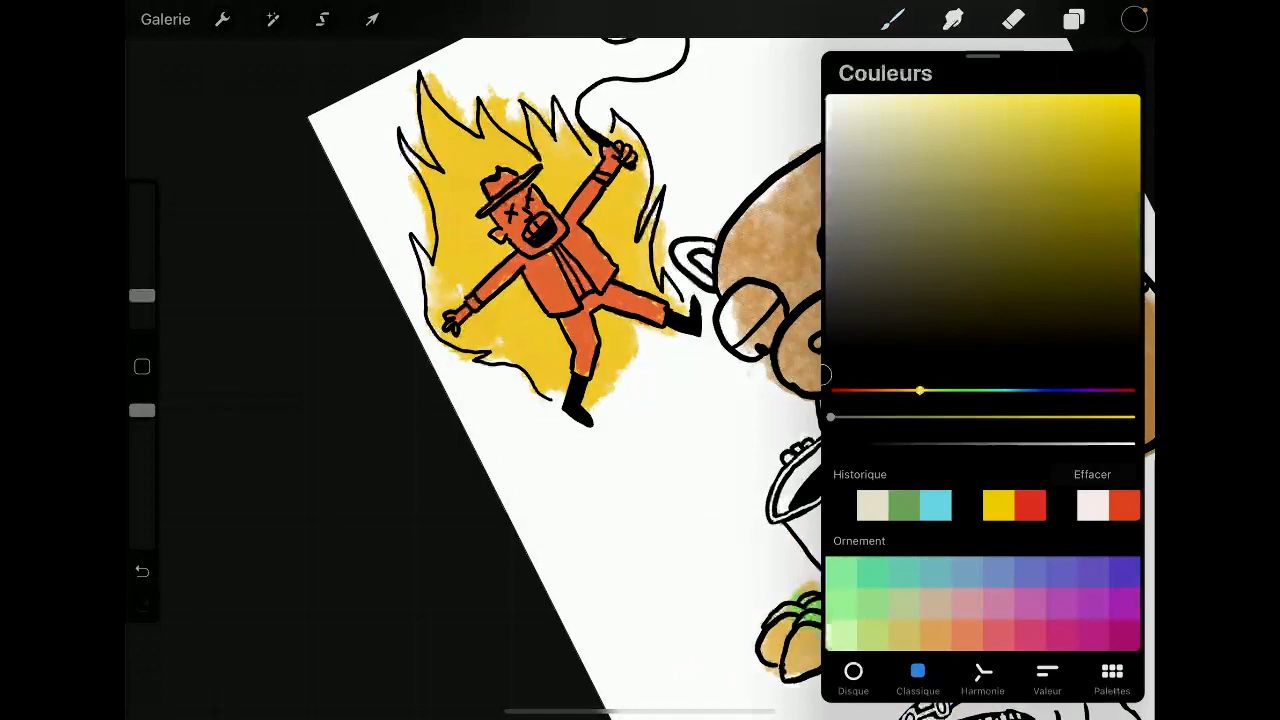 Galerie
Couleurs
Historique Effacer
Ornement
Disque Classique Harmonie Valeur Palettes